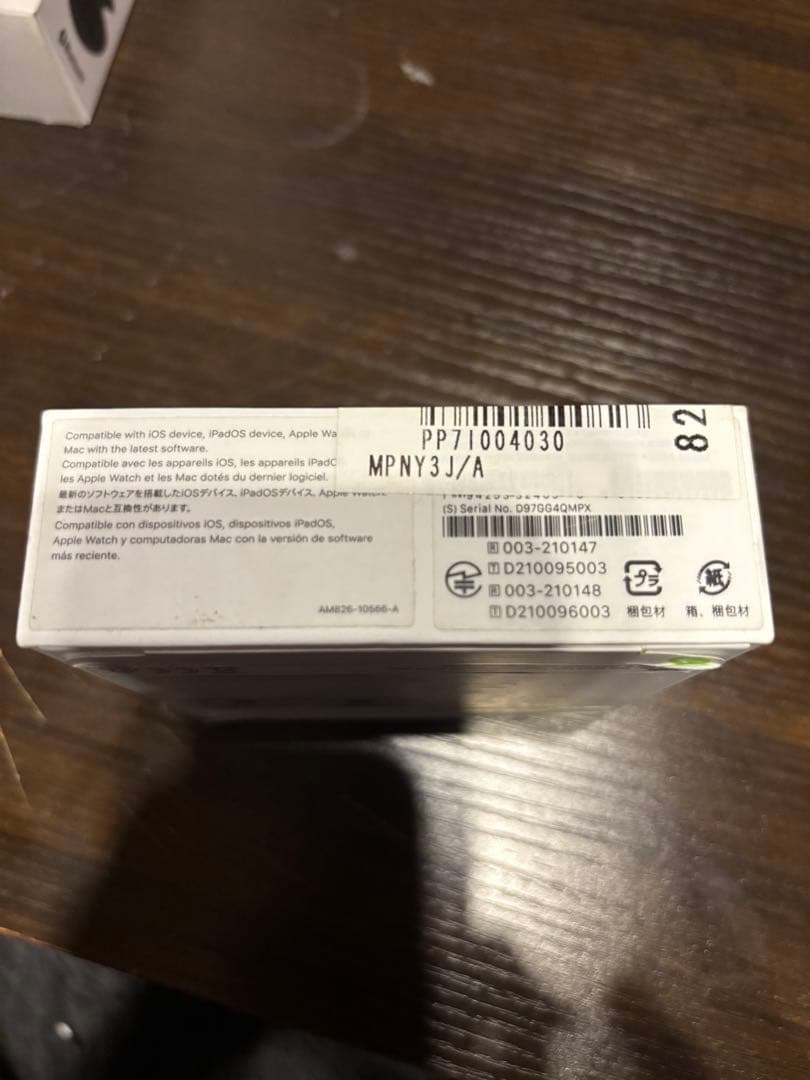 Compatible with iOS device, iPadOS device, Apple
Mac with the latest software.
Compatible avec les appareils iOS, les appareils
les Apple Watch et les Mac dotés du dernier logiciel.
最新のソフトウェアを搭載したiOSデバイス、iPadOSデバイス、Apple Watch、
またはMacと互換性があります。
Compatible con dispositivos iOS, dispositivos iPadOS,
Apple Watch y computadoras Mac con la versión de software
más reciente.
AM826-10566-A
PP71004030
MPNY3J/A
82
(S) Serial No. D97GG4QMPX
R 003-210147
T D210095003
R 003-210148
T D210096003
プラ
梱包材
紙
箱、梱包材